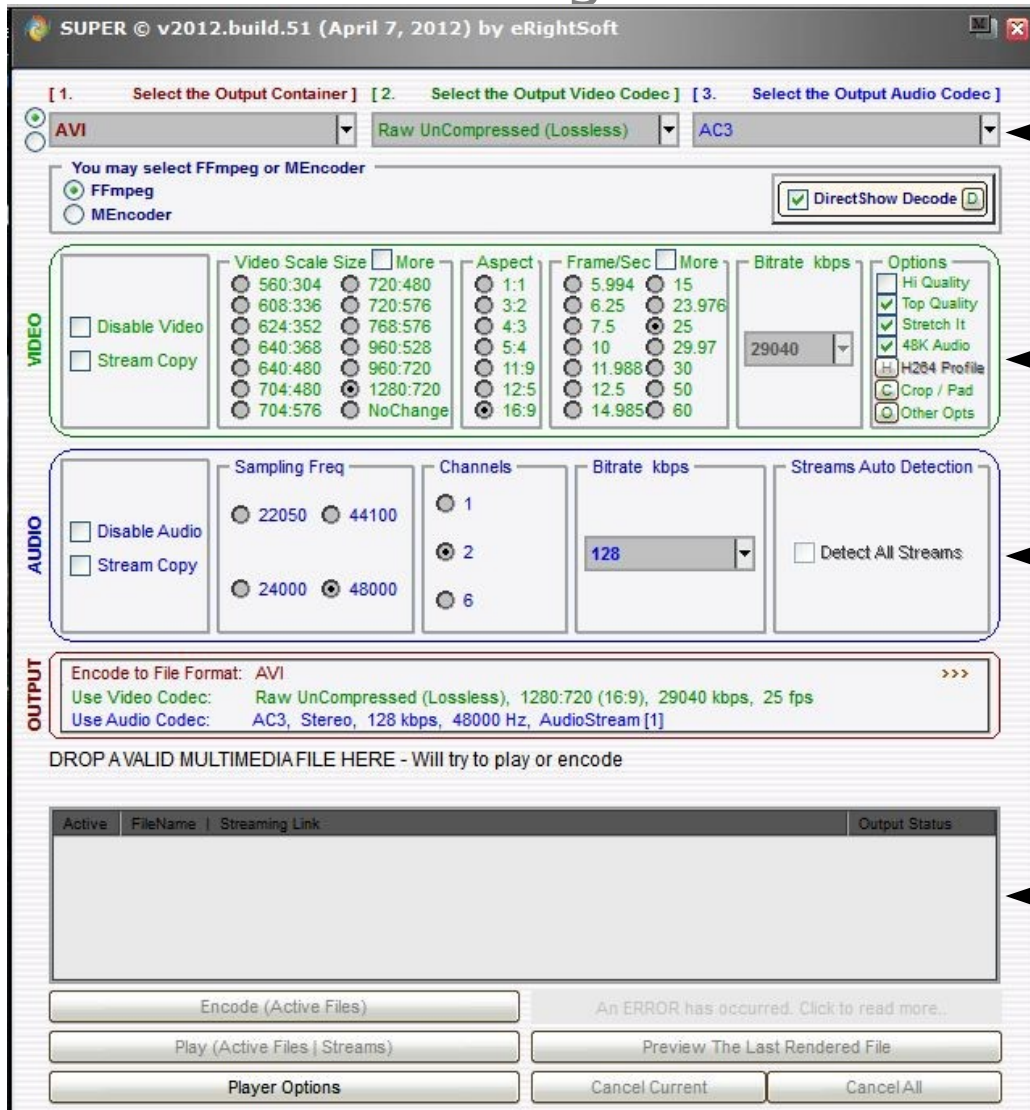 SUPER © v2012.build.51 (April 7, 2012) by eRightSoft
[ 1. Select the Output Container ] [ 2. Select the Output Video Codec ] [ 3. Select the Output Audio Codec ]
AVI Raw UnCompressed (Lossless) AC3
You may select FFmpeg or MEncoder
FFmpeg
MEncoder
DirectShow Decode D
VIDEO
Disable Video
Stream Copy
Video Scale Size More
560:304 720:480
608:336 720:576
624:352 768:576
640:368 960:528
640:480 960:720
704:480 1280:720
704:576 NoChange
Aspect
1:1
3:2
4:3
5:4
11:9
12:5
16:9
Frame/Sec More
5.994 15
6.25 23.976
7.5 25
10 29.97
11.988 30
12.5 50
14.985 60
Bitrate kbps
29040
Options
Hi Quality
Top Quality
Stretch It
48K Audio
H H264 Profile
C Crop / Pad
O Other Opts
AUDIO
Disable Audio
Stream Copy
Sampling Freq
22050 44100
24000 48000
Channels
1
2
6
Bitrate kbps
128
Streams Auto Detection
Detect All Streams
OUTPUT
Encode to File Format: AVI >>>
Use Video Codec: Raw UnCompressed (Lossless), 1280:720 (16:9), 29040 kbps, 25 fps
Use Audio Codec: AC3, Stereo, 128 kbps, 48000 Hz, AudioStream [1]
DROP A VALID MULTIMEDIA FILE HERE - Will try to play or encode
Active FileName | Streaming Link Output Status
Encode (Active Files) An ERROR has occurred. Click to read more..
Play (Active Files | Streams) Preview The Last Rendered File
Player Options Cancel Current Cancel All